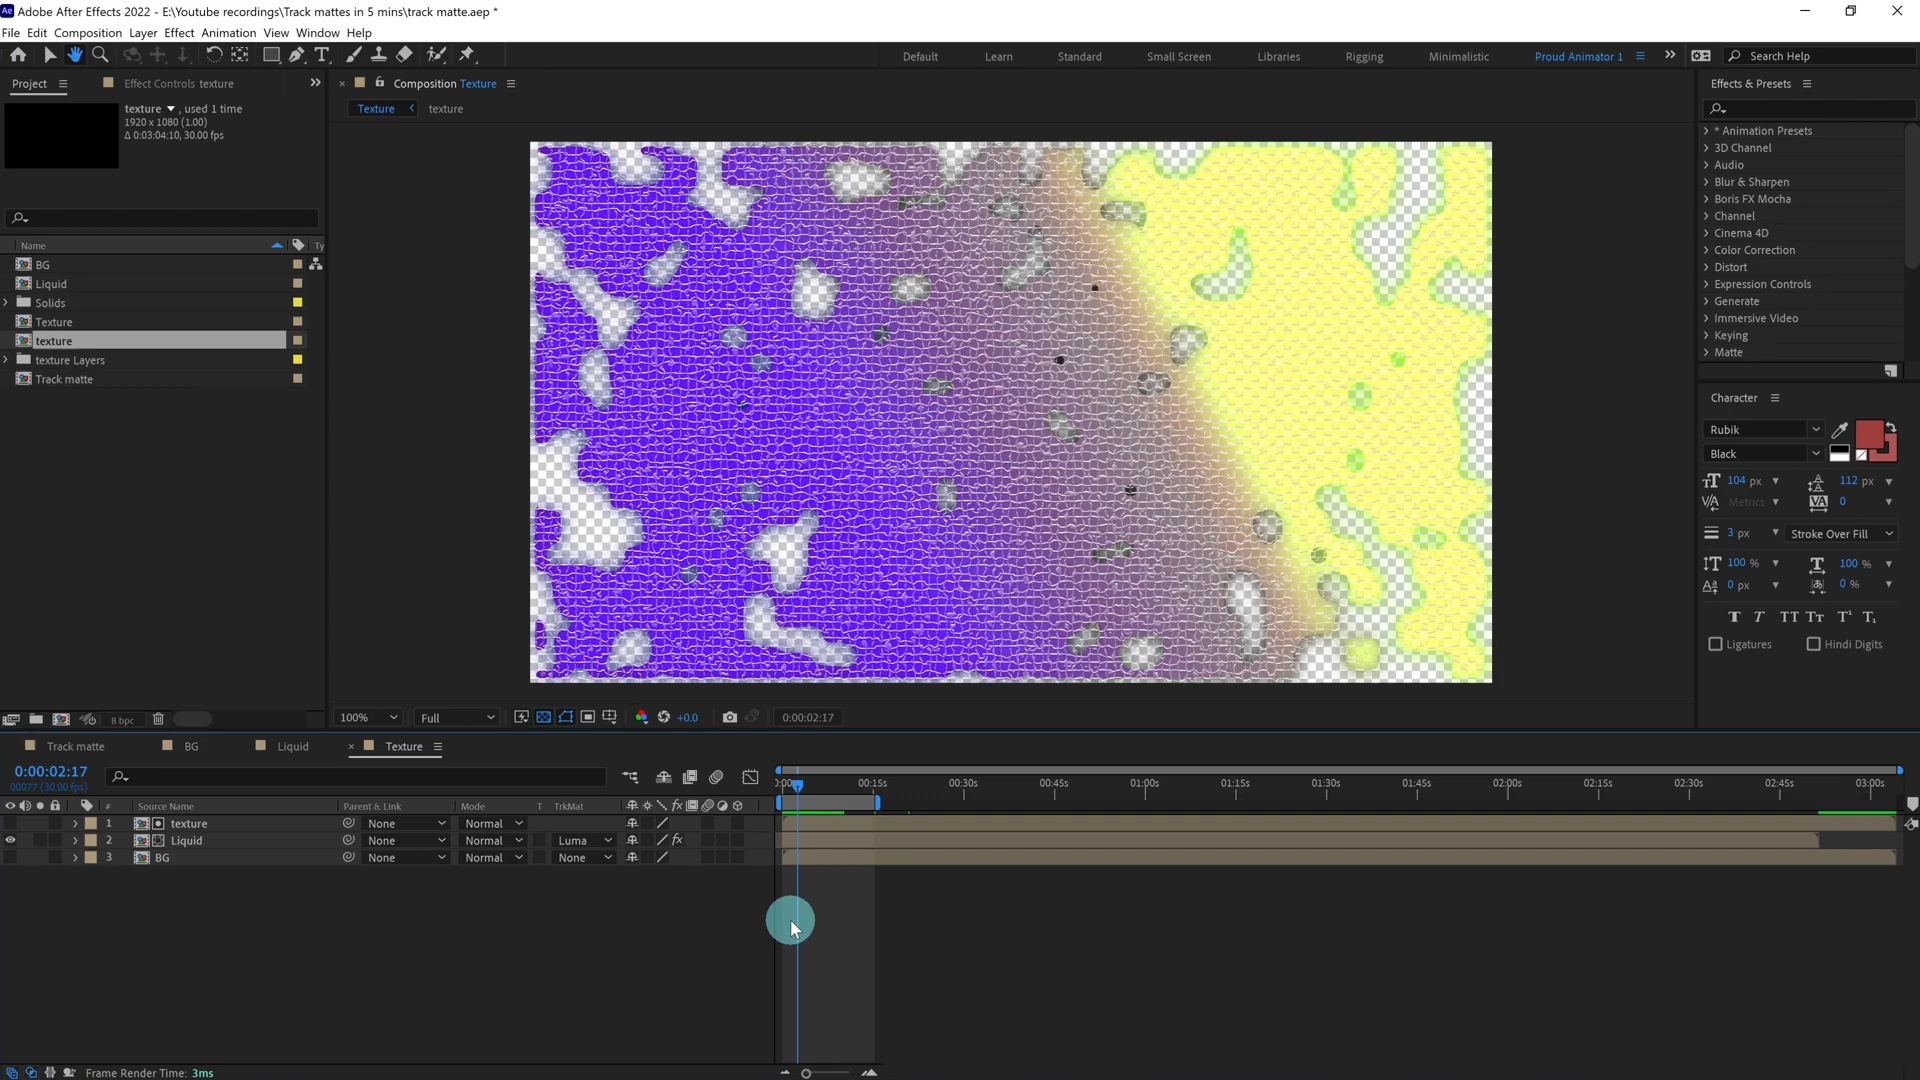 Ae Adobe After Effects 2022 - E:\Youtube recordings\Track mattes in 5 mins\track matte.aep *
File Edit Composition Layer Effect Animation View Window Help
Default Learn Standard Small Screen Libraries Rigging Minimalistic Proud Animator 1 Search Help
Project Effect Controls texture
Composition Texture
Effects & Presets
texture , used 1 time
1920 x 1080 (1.00)
Δ 0:03:04:10, 30.00 fps
Texture texture
* Animation Presets
3D Channel
Audio
Blur & Sharpen
Boris FX Mocha
Channel
Cinema 4D
Color Correction
Distort
Expression Controls
Generate
Immersive Video
Keying
Matte
Name Ty
BG
Liquid
Solids
Texture
texture
texture Layers
Track matte
Character
Rubik
Black
104 px 112 px
Metrics 0
3 px Stroke Over Fill
100 % 100 %
0 px 0 %
Ligatures Hindi Digits
8 bpc
100% Full +0.0 0:00:02:17
Track matte BG Liquid Texture
0:00:02:17
00077 (30.00 fps)
00:15s 00:30s 00:45s 01:00s 01:15s 01:30s 01:45s 02:00s 02:15s 02:30s 02:45s 03:00s
# Source Name Parent & Link Mode T TrkMat
1 texture None Normal
2 Liquid None Normal Luma
3 BG None Normal None
Frame Render Time: 3ms